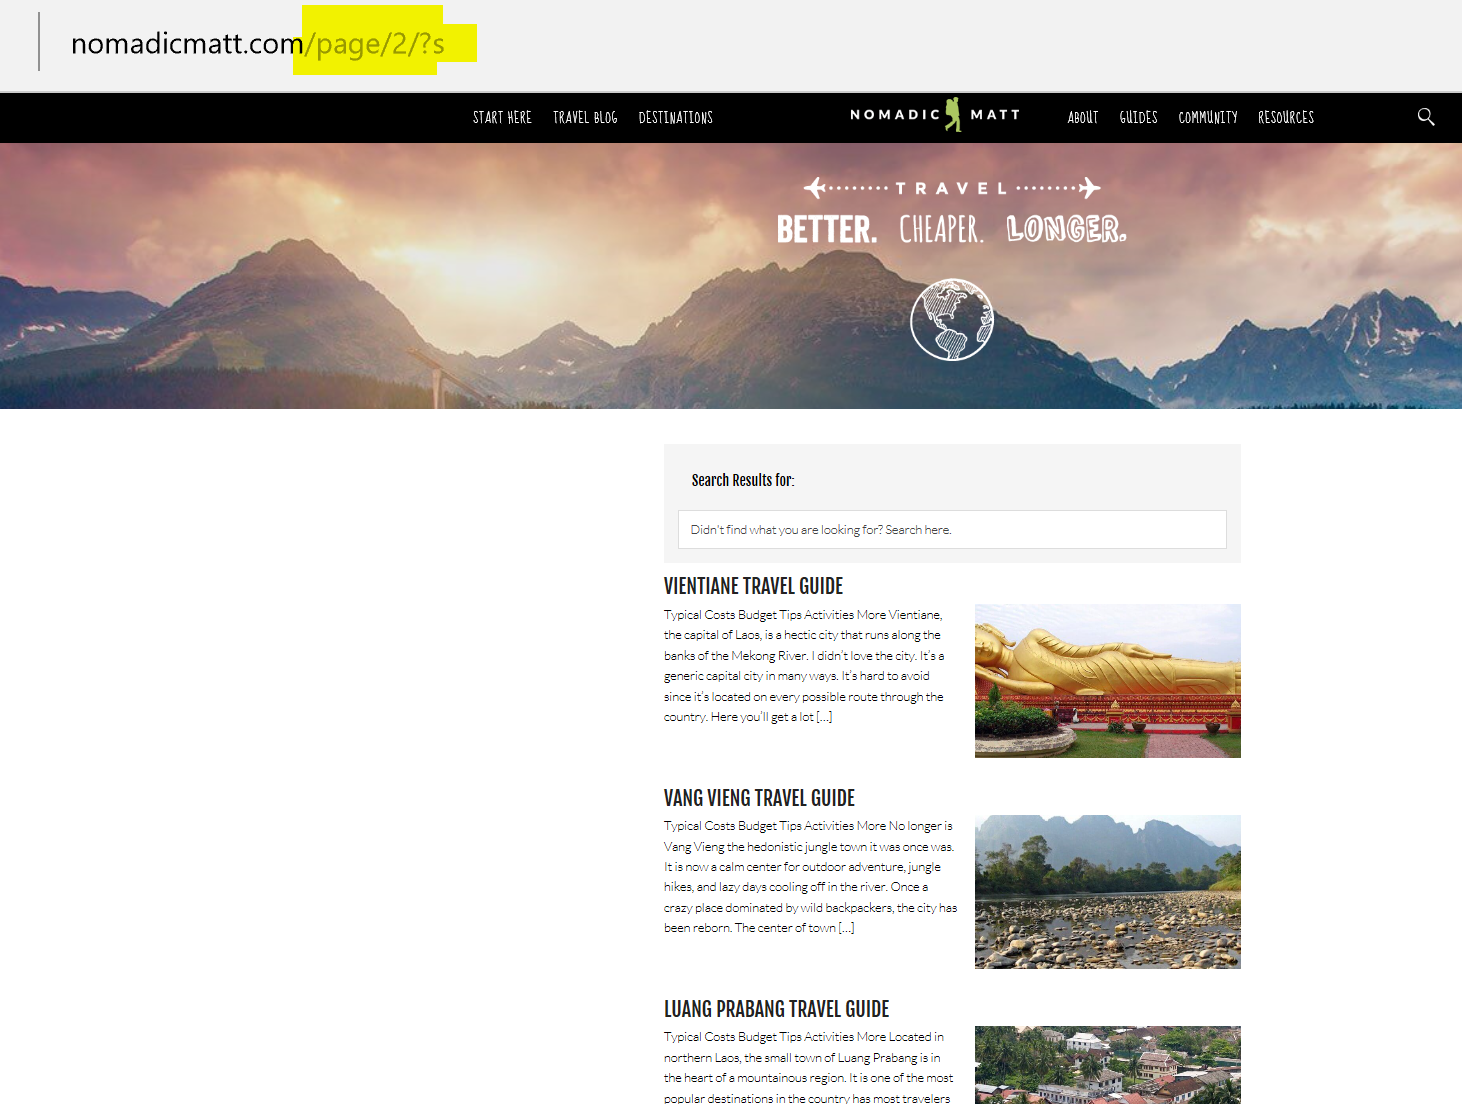 nomadicmatt.com/page/2/?s
START HERE TRAVEL BLOG DESTINATIONS NOMADIC MATT ABOUT GUIDES COMMUNITY RESOURCES
TRAVEL
BETTER. CHEAPER. LONGER.
Search Results for:
Didn't find what you are looking for? Search here.
VIENTIANE TRAVEL GUIDE
Typical Costs Budget Tips Activities More Vientiane,
the capital of Laos, is a hectic city that runs along the
banks of the Mekong River. I didn’t love the city. It’s a
generic capital city in many ways. It’s hard to avoid
since it’s located on every possible route through the
country. Here you’ll get a lot […]
VANG VIENG TRAVEL GUIDE
Typical Costs Budget Tips Activities More No longer is
Vang Vieng the hedonistic jungle town it was once was.
It is now a calm center for outdoor adventure, jungle
hikes, and lazy days cooling off in the river. Once a
crazy place dominated by wild backpackers, the city has
been reborn. The center of town […]
LUANG PRABANG TRAVEL GUIDE
Typical Costs Budget Tips Activities More Located in
northern Laos, the small town of Luang Prabang is in
the heart of a mountainous region. It is one of the most
popular destinations in the country has most travelers